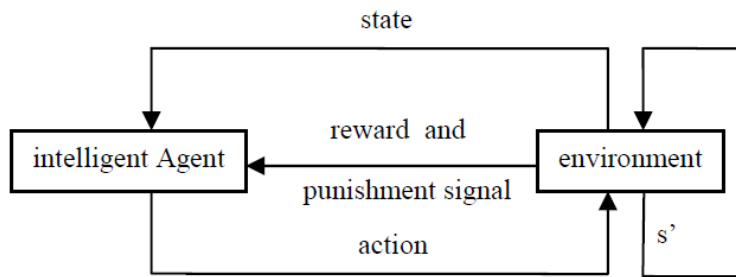 state
reward and
intelligent Agent
environment
punishment signal
action
s’